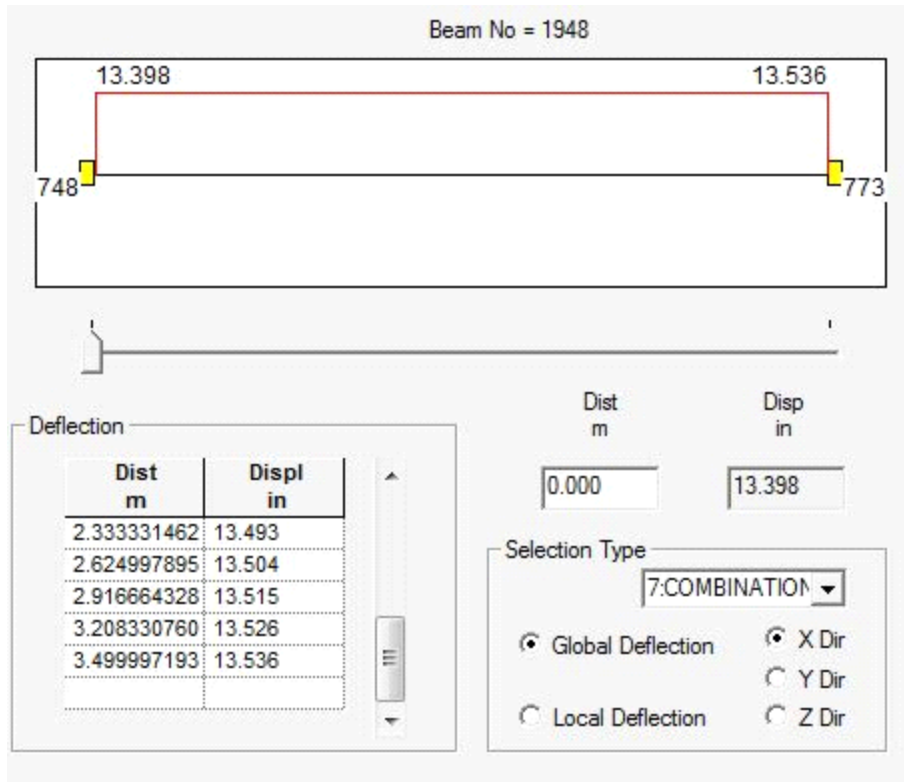 Beam No = 1948
13.398 13.536
748 773
Dist Disp
m in
0.000 13.398
Deflection
Dist Displ
m in
2.333331462 13.493
2.624997895 13.504
2.916664328 13.515
3.208330760 13.526
3.499997193 13.536
Selection Type
7:COMBINATION
Global Deflection X Dir
Y Dir
Local Deflection Z Dir